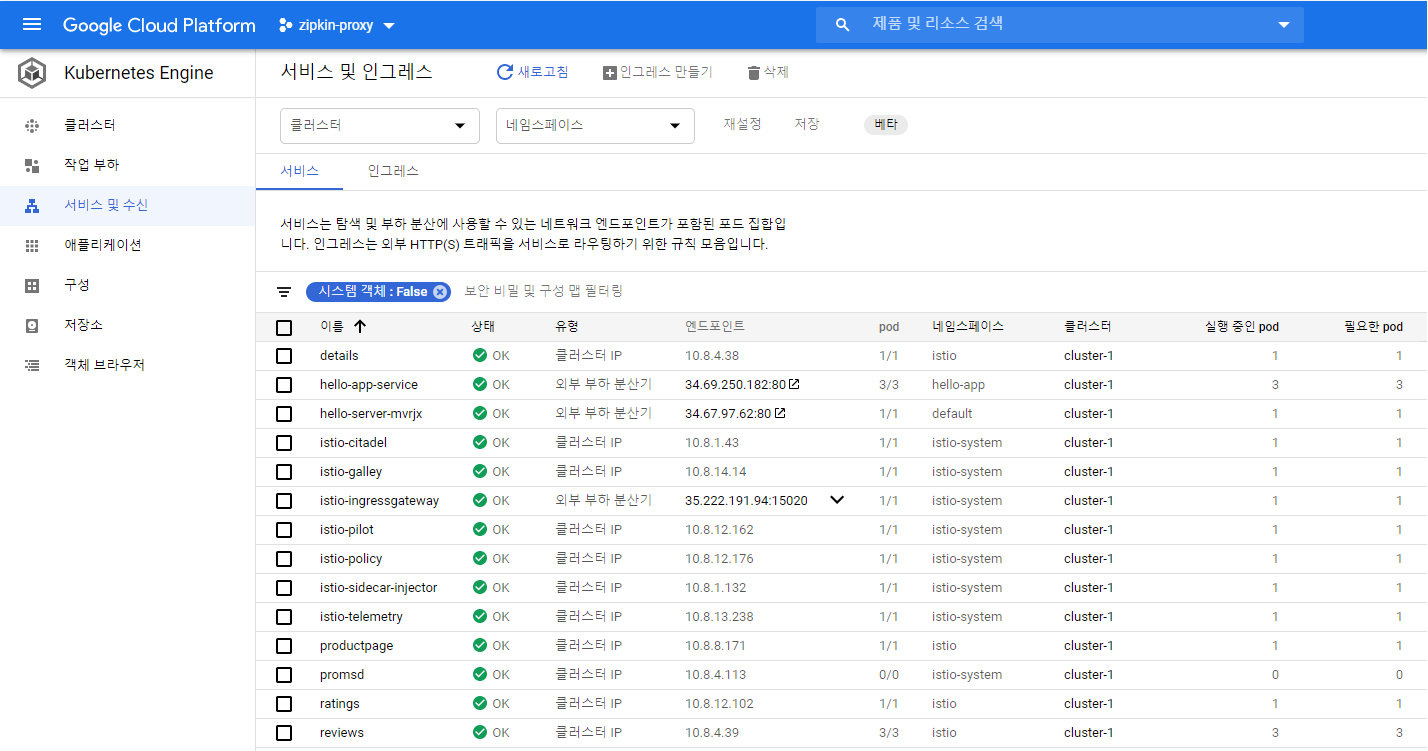 Google Cloud Platform zipkin-proxy 제품 및 리소스 검색
Kubernetes Engine 서비스 및 인그레스 새로고침 인그레스 만들기 삭제
클러스터
작업 부하
서비스 및 수신
애플리케이션
구성
저장소
객체 브라우저
클러스터 네임스페이스 재설정 저장 베타
서비스 인그레스
서비스는 탐색 및 부하 분산에 사용할 수 있는 네트워크 엔드포인트가 포함된 포드 집합입
니다. 인그레스는 외부 HTTP(S) 트래픽을 서비스로 라우팅하기 위한 규칙 모음입니다.
시스템 객체 : False 보안 비밀 및 구성 맵 필터링
이름 상태 유형 엔드포인트 pod 네임스페이스 클러스터 실행 중인 pod 필요한 pod
details OK 클러스터 IP 10.8.4.38 1/1 istio cluster-1 1 1
hello-app-service OK 외부 부하 분산기 34.69.250.182:80 3/3 hello-app cluster-1 3 3
hello-server-mvrjx OK 외부 부하 분산기 34.67.97.62:80 1/1 default cluster-1 1 1
istio-citadel OK 클러스터 IP 10.8.1.43 1/1 istio-system cluster-1 1 1
istio-galley OK 클러스터 IP 10.8.14.14 1/1 istio-system cluster-1 1 1
istio-ingressgateway OK 외부 부하 분산기 35.222.191.94:15020 1/1 istio-system cluster-1 1 1
istio-pilot OK 클러스터 IP 10.8.12.162 1/1 istio-system cluster-1 1 1
istio-policy OK 클러스터 IP 10.8.12.176 1/1 istio-system cluster-1 1 1
istio-sidecar-injector OK 클러스터 IP 10.8.1.132 1/1 istio-system cluster-1 1 1
istio-telemetry OK 클러스터 IP 10.8.13.238 1/1 istio-system cluster-1 1 1
productpage OK 클러스터 IP 10.8.8.171 1/1 istio cluster-1 1 1
promsd OK 클러스터 IP 10.8.4.113 0/0 istio-system cluster-1 0 0
ratings OK 클러스터 IP 10.8.12.102 1/1 istio cluster-1 1 1
reviews OK 클러스터 IP 10.8.4.39 3/3 istio cluster-1 3 3